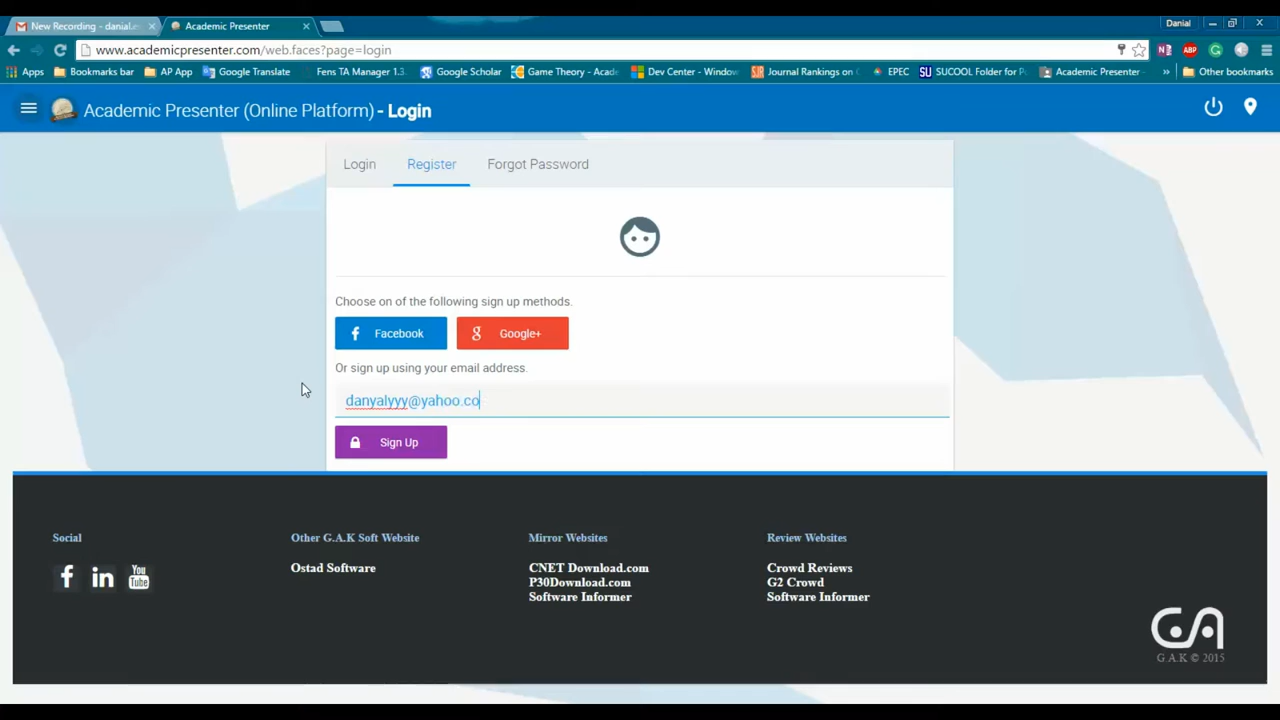 New Recording - danial.e
Academic Presenter
Danial
www.academicpresenter.com/web.faces?page=login
Apps
Bookmarks bar
AP App
Google Translate
Fens TA Manager 1.3.
Google Scholar
Game Theory - Acade
Dev Center - Window
Journal Rankings on
EPEC
SUCOOL Folder for P
Academic Presenter
Other bookmarks
Academic Presenter (Online Platform) - Login
Login
Register
Forgot Password
Choose on of the following sign up methods.
Facebook
Google+
Or sign up using your email address.
danyalyyy@yahoo.co
Sign Up
Social
Other G.A.K Soft Website
Mirror Websites
Review Websites
Ostad Software
CNET Download.com
P30Download.com
Software Informer
Crowd Reviews
G2 Crowd
Software Informer
You
Tube
GA
G.A.K © 2015